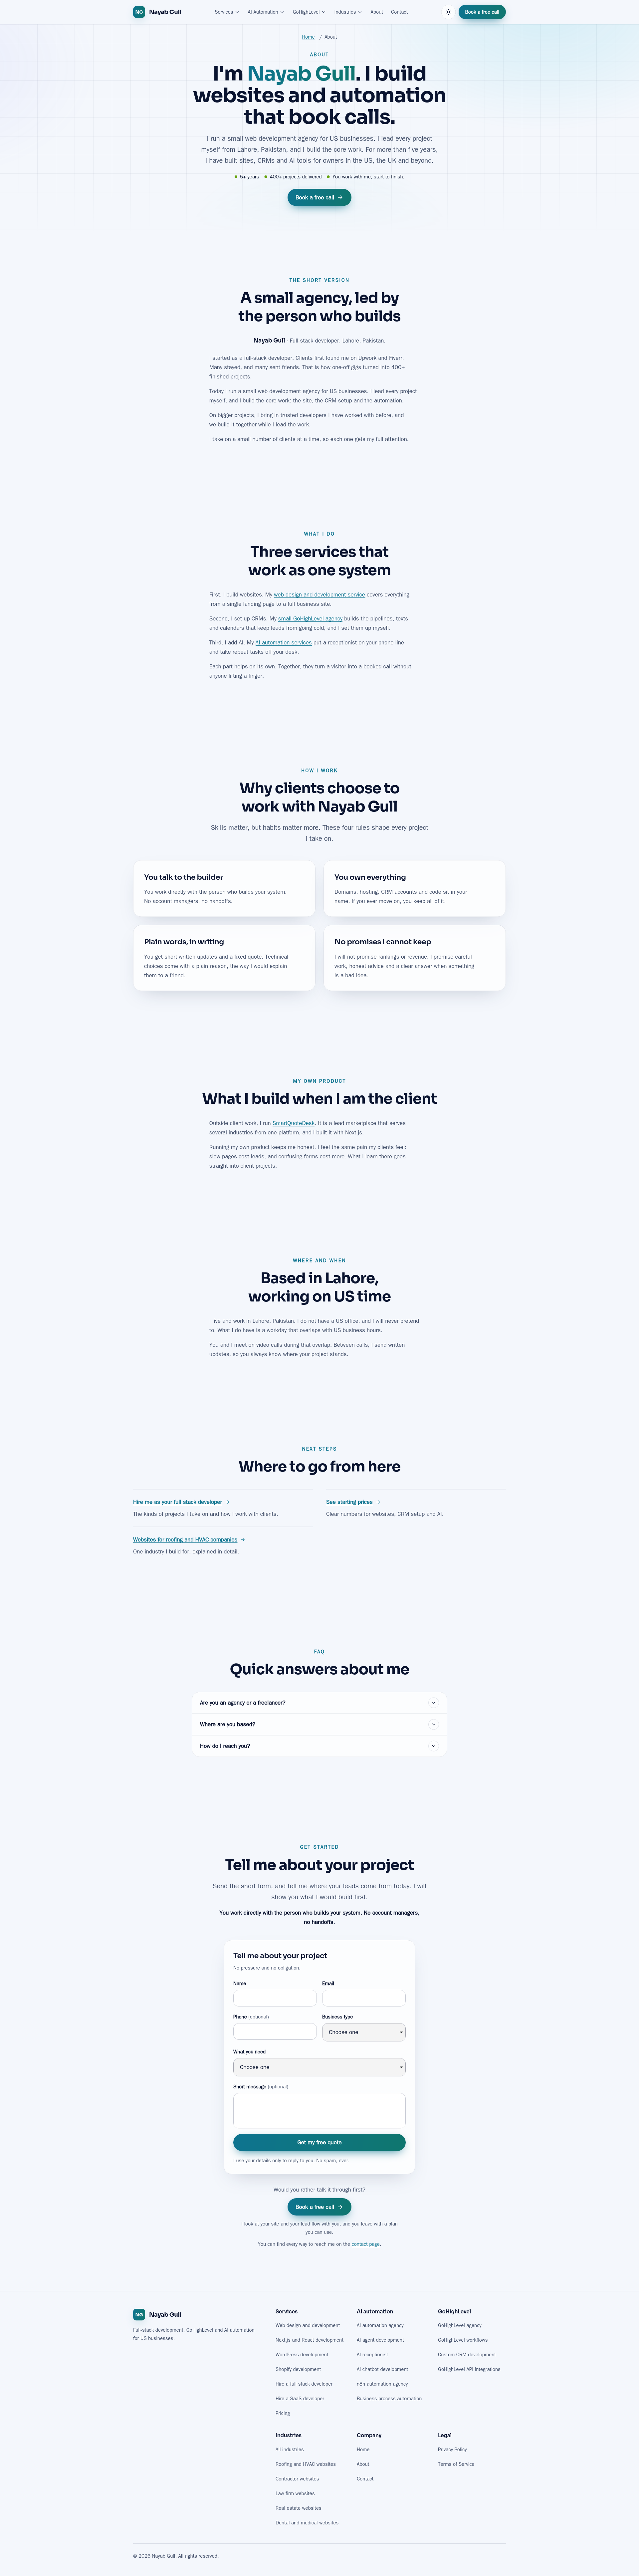 NG Nayab Gull
Services AI Automation GoHighLevel Industries About Contact
Book a free call
Home / About
ABOUT
I'm Nayab Gull. I build
websites and automation
that book calls.
I run a small web development agency for US businesses. I lead every project
myself from Lahore, Pakistan, and I build the core work. For more than five years,
I have built sites, CRMs and AI tools for owners in the US, the UK and beyond.
5+ years 400+ projects delivered You work with me, start to finish.
Book a free call →
THE SHORT VERSION
A small agency, led by
the person who builds
Nayab Gull · Full-stack developer, Lahore, Pakistan.
I started as a full-stack developer. Clients first found me on Upwork and Fiverr.
Many stayed, and many sent friends. That is how one-off gigs turned into 400+
finished projects.
Today I run a small web development agency for US businesses. I lead every project
myself, and I build the core work: the site, the CRM setup and the automation.
On bigger projects, I bring in trusted developers I have worked with before, and
we build it together while I lead the work.
I take on a small number of clients at a time, so each one gets my full attention.
WHAT I DO
Three services that
work as one system
First, I build websites. My web design and development service covers everything
from a single landing page to a full business site.
Second, I set up CRMs. My small GoHighLevel agency builds the pipelines, texts
and calendars that keep leads from going cold, and I set them up myself.
Third, I add AI. My AI automation services put a receptionist on your phone line
and take repeat tasks off your desk.
Each part helps on its own. Together, they turn a visitor into a booked call without
anyone lifting a finger.
HOW I WORK
Why clients choose to
work with Nayab Gull
Skills matter, but habits matter more. These four rules shape every project
I take on.
You talk to the builder
You work directly with the person who builds your system.
No account managers, no handoffs.
You own everything
Domains, hosting, CRM accounts and code sit in your
name. If you ever move on, you keep all of it.
Plain words, in writing
You get short written updates and a fixed quote. Technical
choices come with a plain reason, the way I would explain
them to a friend.
No promises I cannot keep
I will not promise rankings or revenue. I promise careful
work, honest advice and a clear answer when something
is a bad idea.
MY OWN PRODUCT
What I build when I am the client
Outside client work, I run SmartQuoteDesk. It is a lead marketplace that serves
several industries from one platform, and I built it with Next.js.
Running my own product keeps me honest. I feel the same pain my clients feel:
slow pages cost leads, and confusing forms cost more. What I learn there goes
straight into client projects.
WHERE AND WHEN
Based in Lahore,
working on US time
I live and work in Lahore, Pakistan. I do not have a US office, and I will never pretend
to. What I do have is a workday that overlaps with US business hours.
You and I meet on video calls during that overlap. Between calls, I send written
updates, so you always know where your project stands.
NEXT STEPS
Where to go from here
Hire me as your full stack developer →
The kinds of projects I take on and how I work with clients.
See starting prices →
Clear numbers for websites, CRM setup and AI.
Websites for roofing and HVAC companies →
One industry I build for, explained in detail.
FAQ
Quick answers about me
Are you an agency or a freelancer?
Where are you based?
How do I reach you?
GET STARTED
Tell me about your project
Send the short form, and tell me where your leads come from today. I will
show you what I would build first.
You work directly with the person who builds your system. No account managers,
no handoffs.
Tell me about your project
No pressure and no obligation.
Name Email
Phone (optional) Business type
Choose one
What you need
Choose one
Short message (optional)
Get my free quote
I use your details only to reply to you. No spam, ever.
Would you rather talk it through first?
Book a free call →
I look at your site and your lead flow with you, and you leave with a plan
you can use.
You can find every way to reach me on the contact page.
NG Nayab Gull
Full-stack development, GoHighLevel and AI automation
for US businesses.
Services
Web design and development
Next.js and React development
WordPress development
Shopify development
Hire a full stack developer
Hire a SaaS developer
Pricing
AI automation
AI automation agency
AI agent development
AI receptionist
AI chatbot development
n8n automation agency
Business process automation
GoHighLevel
GoHighLevel agency
GoHighLevel workflows
Custom CRM development
GoHighLevel API integrations
Industries
All industries
Roofing and HVAC websites
Contractor websites
Law firm websites
Real estate websites
Dental and medical websites
Company
Home
About
Contact
Legal
Privacy Policy
Terms of Service
© 2026 Nayab Gull. All rights reserved.